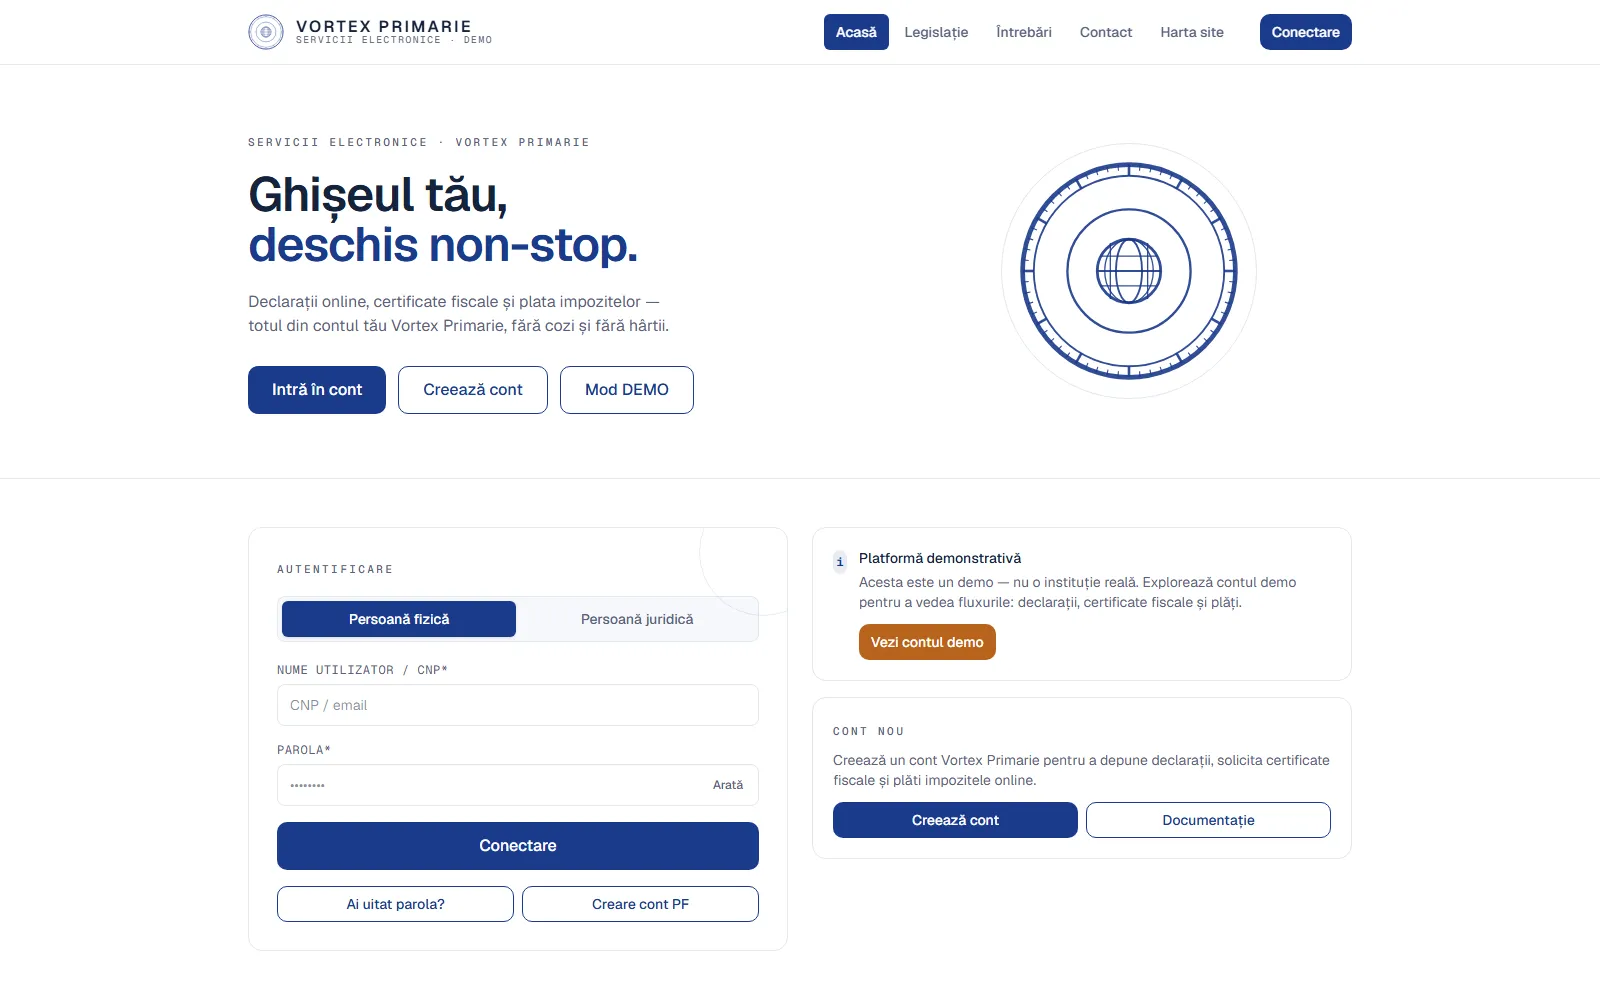 VORTEX PRIMARIE
SERVICII ELECTRONICE · DEMO
Acasă
Legislație
Întrebări
Contact
Harta site
Conectare
SERVICII ELECTRONICE · VORTEX PRIMARIE
Ghișeul tău,
deschis non-stop.
Declarații online, certificate fiscale și plata impozitelor —
totul din contul tău Vortex Primarie, fără cozi și fără hârtii.
Intră în cont
Creează cont
Mod DEMO
AUTENTIFICARE
Persoană fizică
Persoană juridică
NUME UTILIZATOR / CNP*
CNP / email
PAROLA*
••••••••
Arată
Conectare
Ai uitat parola?
Creare cont PF
i
Platformă demonstrativă
Acesta este un demo — nu o instituție reală. Explorează contul demo
pentru a vedea fluxurile: declarații, certificate fiscale și plăți.
Vezi contul demo
CONT NOU
Creează un cont Vortex Primarie pentru a depune declarații, solicita certificate
fiscale și plăti impozitele online.
Creează cont
Documentație